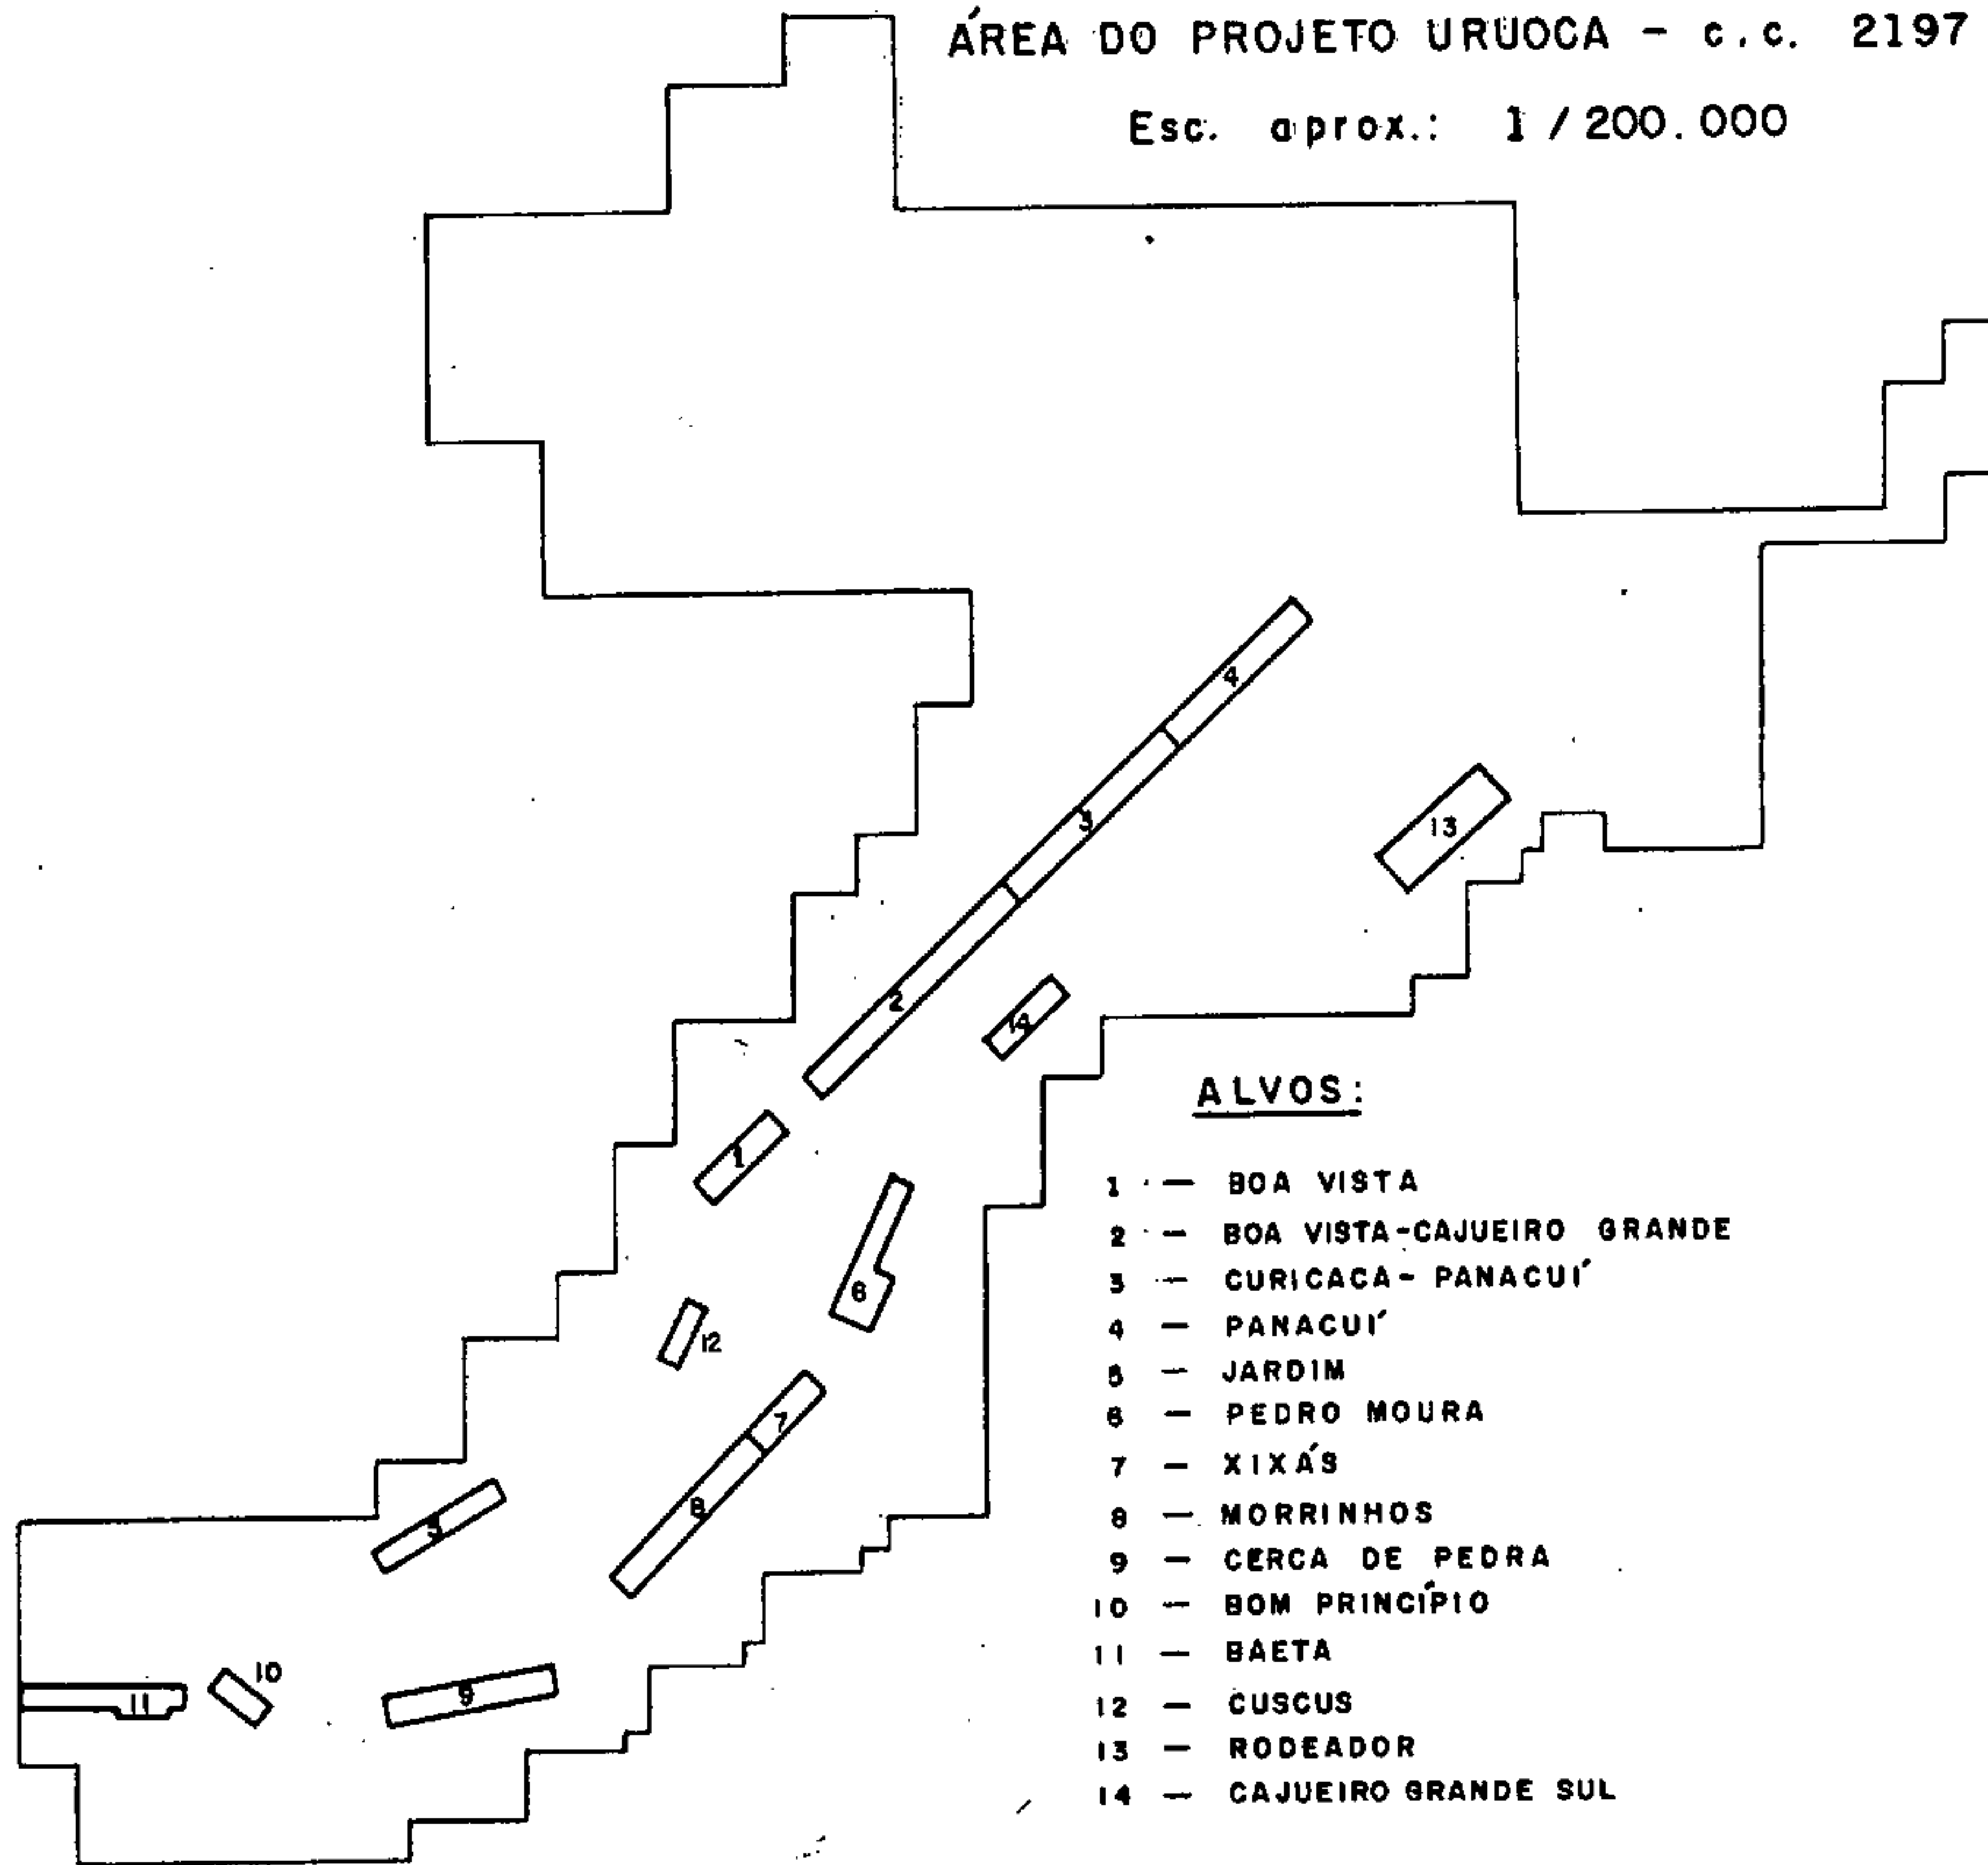 ÁREA DO PROJETO URUOCA - c.c. 2197
Esc. aprox.: 1/200.000
4
3
13
2
14
1
6
12
7
8
10
9
11
ALVOS:
1 — BOA VISTA
2 — BOA VISTA-CAJUEIRO GRANDE
3 — CURICACA- PANACUÍ
4 — PANACUÍ
5 — JARDIM
6 — PEDRO MOURA
7 — XIXÁS
8 — MORRINHOS
9 — CERCA DE PEDRA
10 — BOM PRINCÍPIO
11 — BAETA
12 — CUSCUS
13 — RODEADOR
14 — CAJUEIRO GRANDE SUL